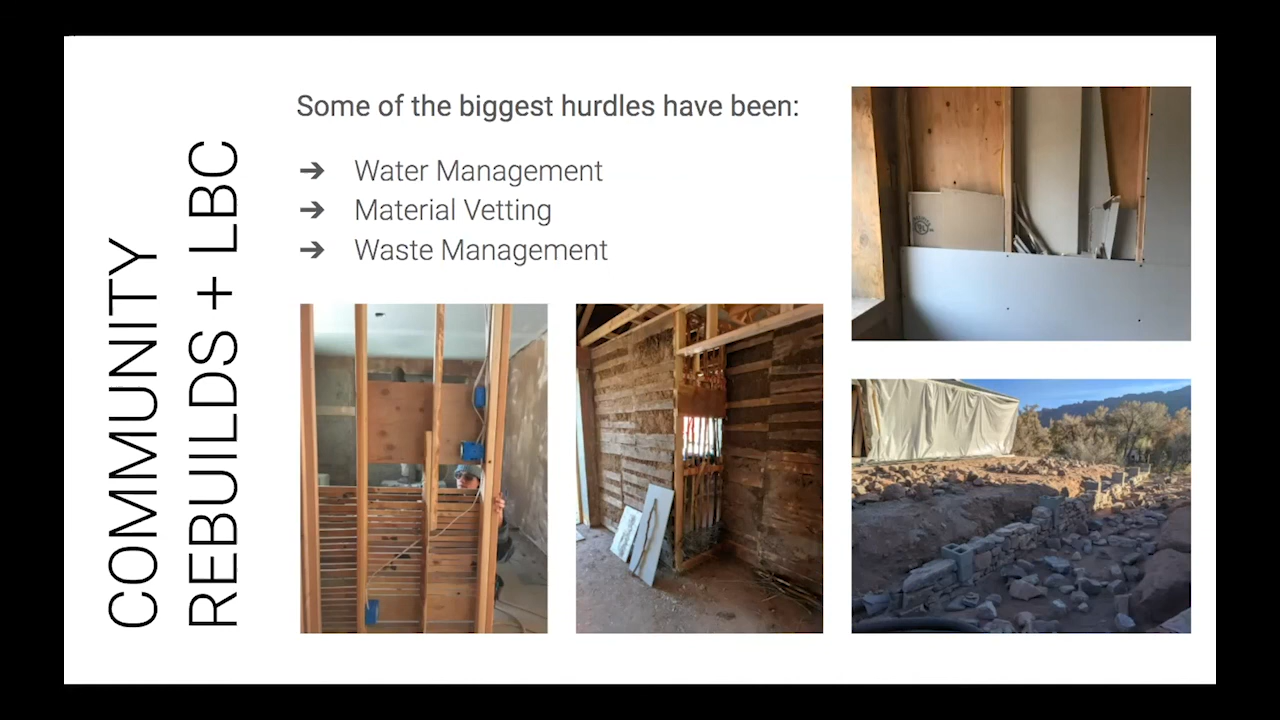 COMMUNITY
REBUILDS + LBC
Some of the biggest hurdles have been:
➔ Water Management
➔ Material Vetting
➔ Waste Management